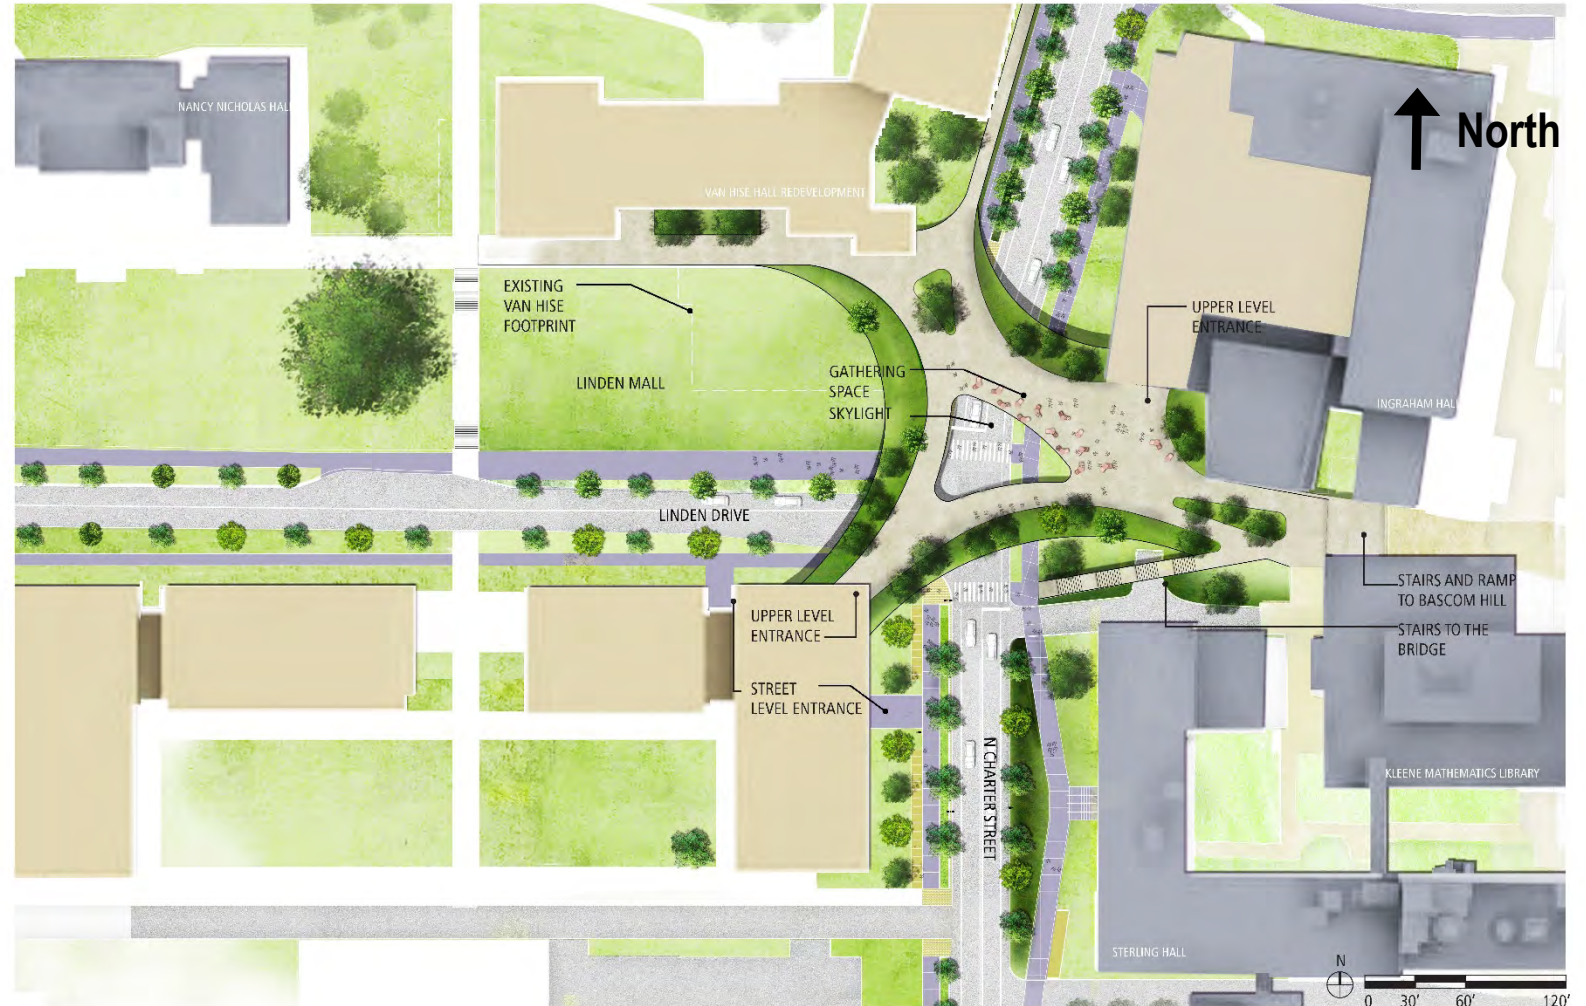 NANCY NICHOLAS HALL
North
VAN HISE HALL REDEVELOPMENT
EXISTING
VAN HISE
FOOTPRINT
UPPER LEVEL
ENTRANCE
LINDEN MALL
GATHERING
SPACE
SKYLIGHT
INGRAHAM HALL
LINDEN DRIVE
STAIRS AND RAMP
TO BASCOM HILL
UPPER LEVEL
ENTRANCE
STAIRS TO THE
BRIDGE
STREET
LEVEL ENTRANCE
N CHARTER STREET
KLEENE MATHEMATICS LIBRARY
STERLING HALL
N
0 30' 60' 120'